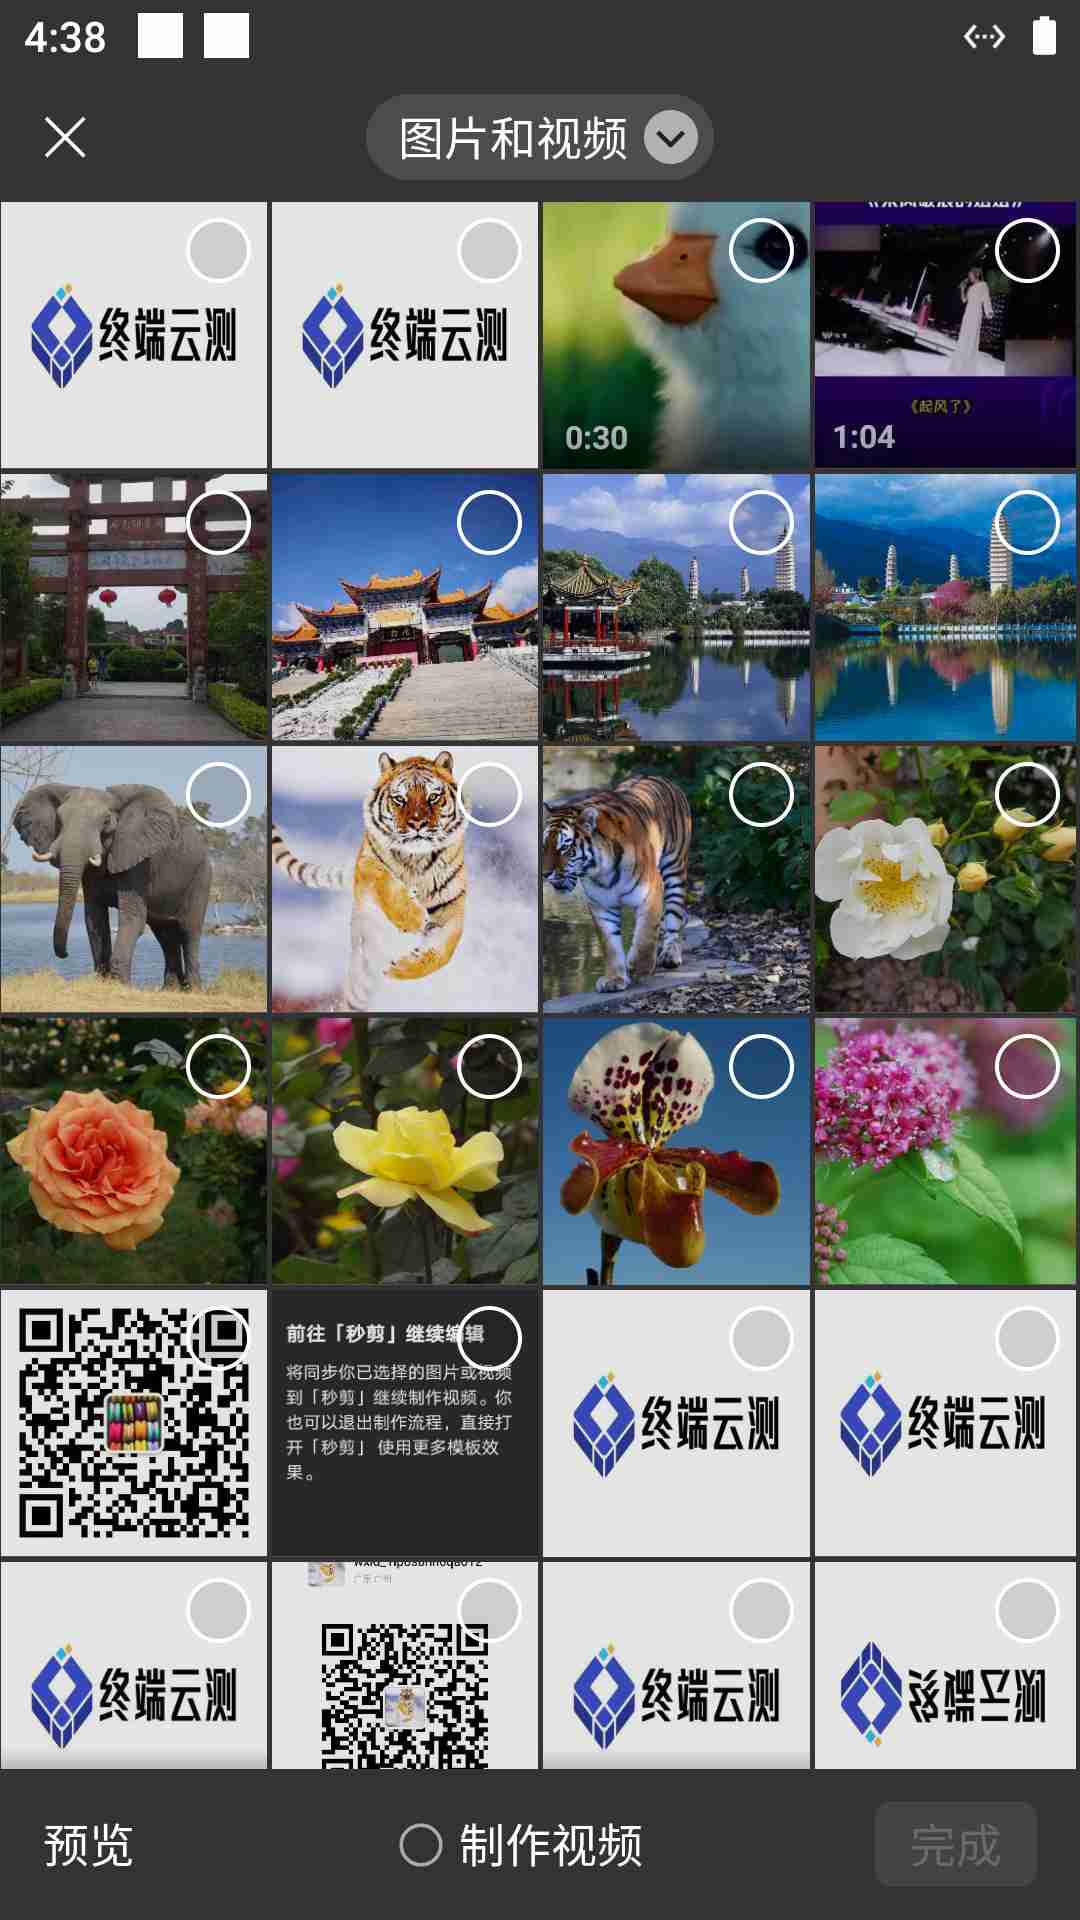 4:38
图片和视频
终端云测
终端云测
0:30
《起风了》
1:04
前往「秒剪」继续编辑
将同步你已选择的图片或视频
到「秒剪」继续制作视频。你
也可以退出制作流程，直接打
开「秒剪」 使用更多模板效
果。
终端云测
终端云测
终端云测
广东 广州
终端云测
终端云测
预览
制作视频
完成